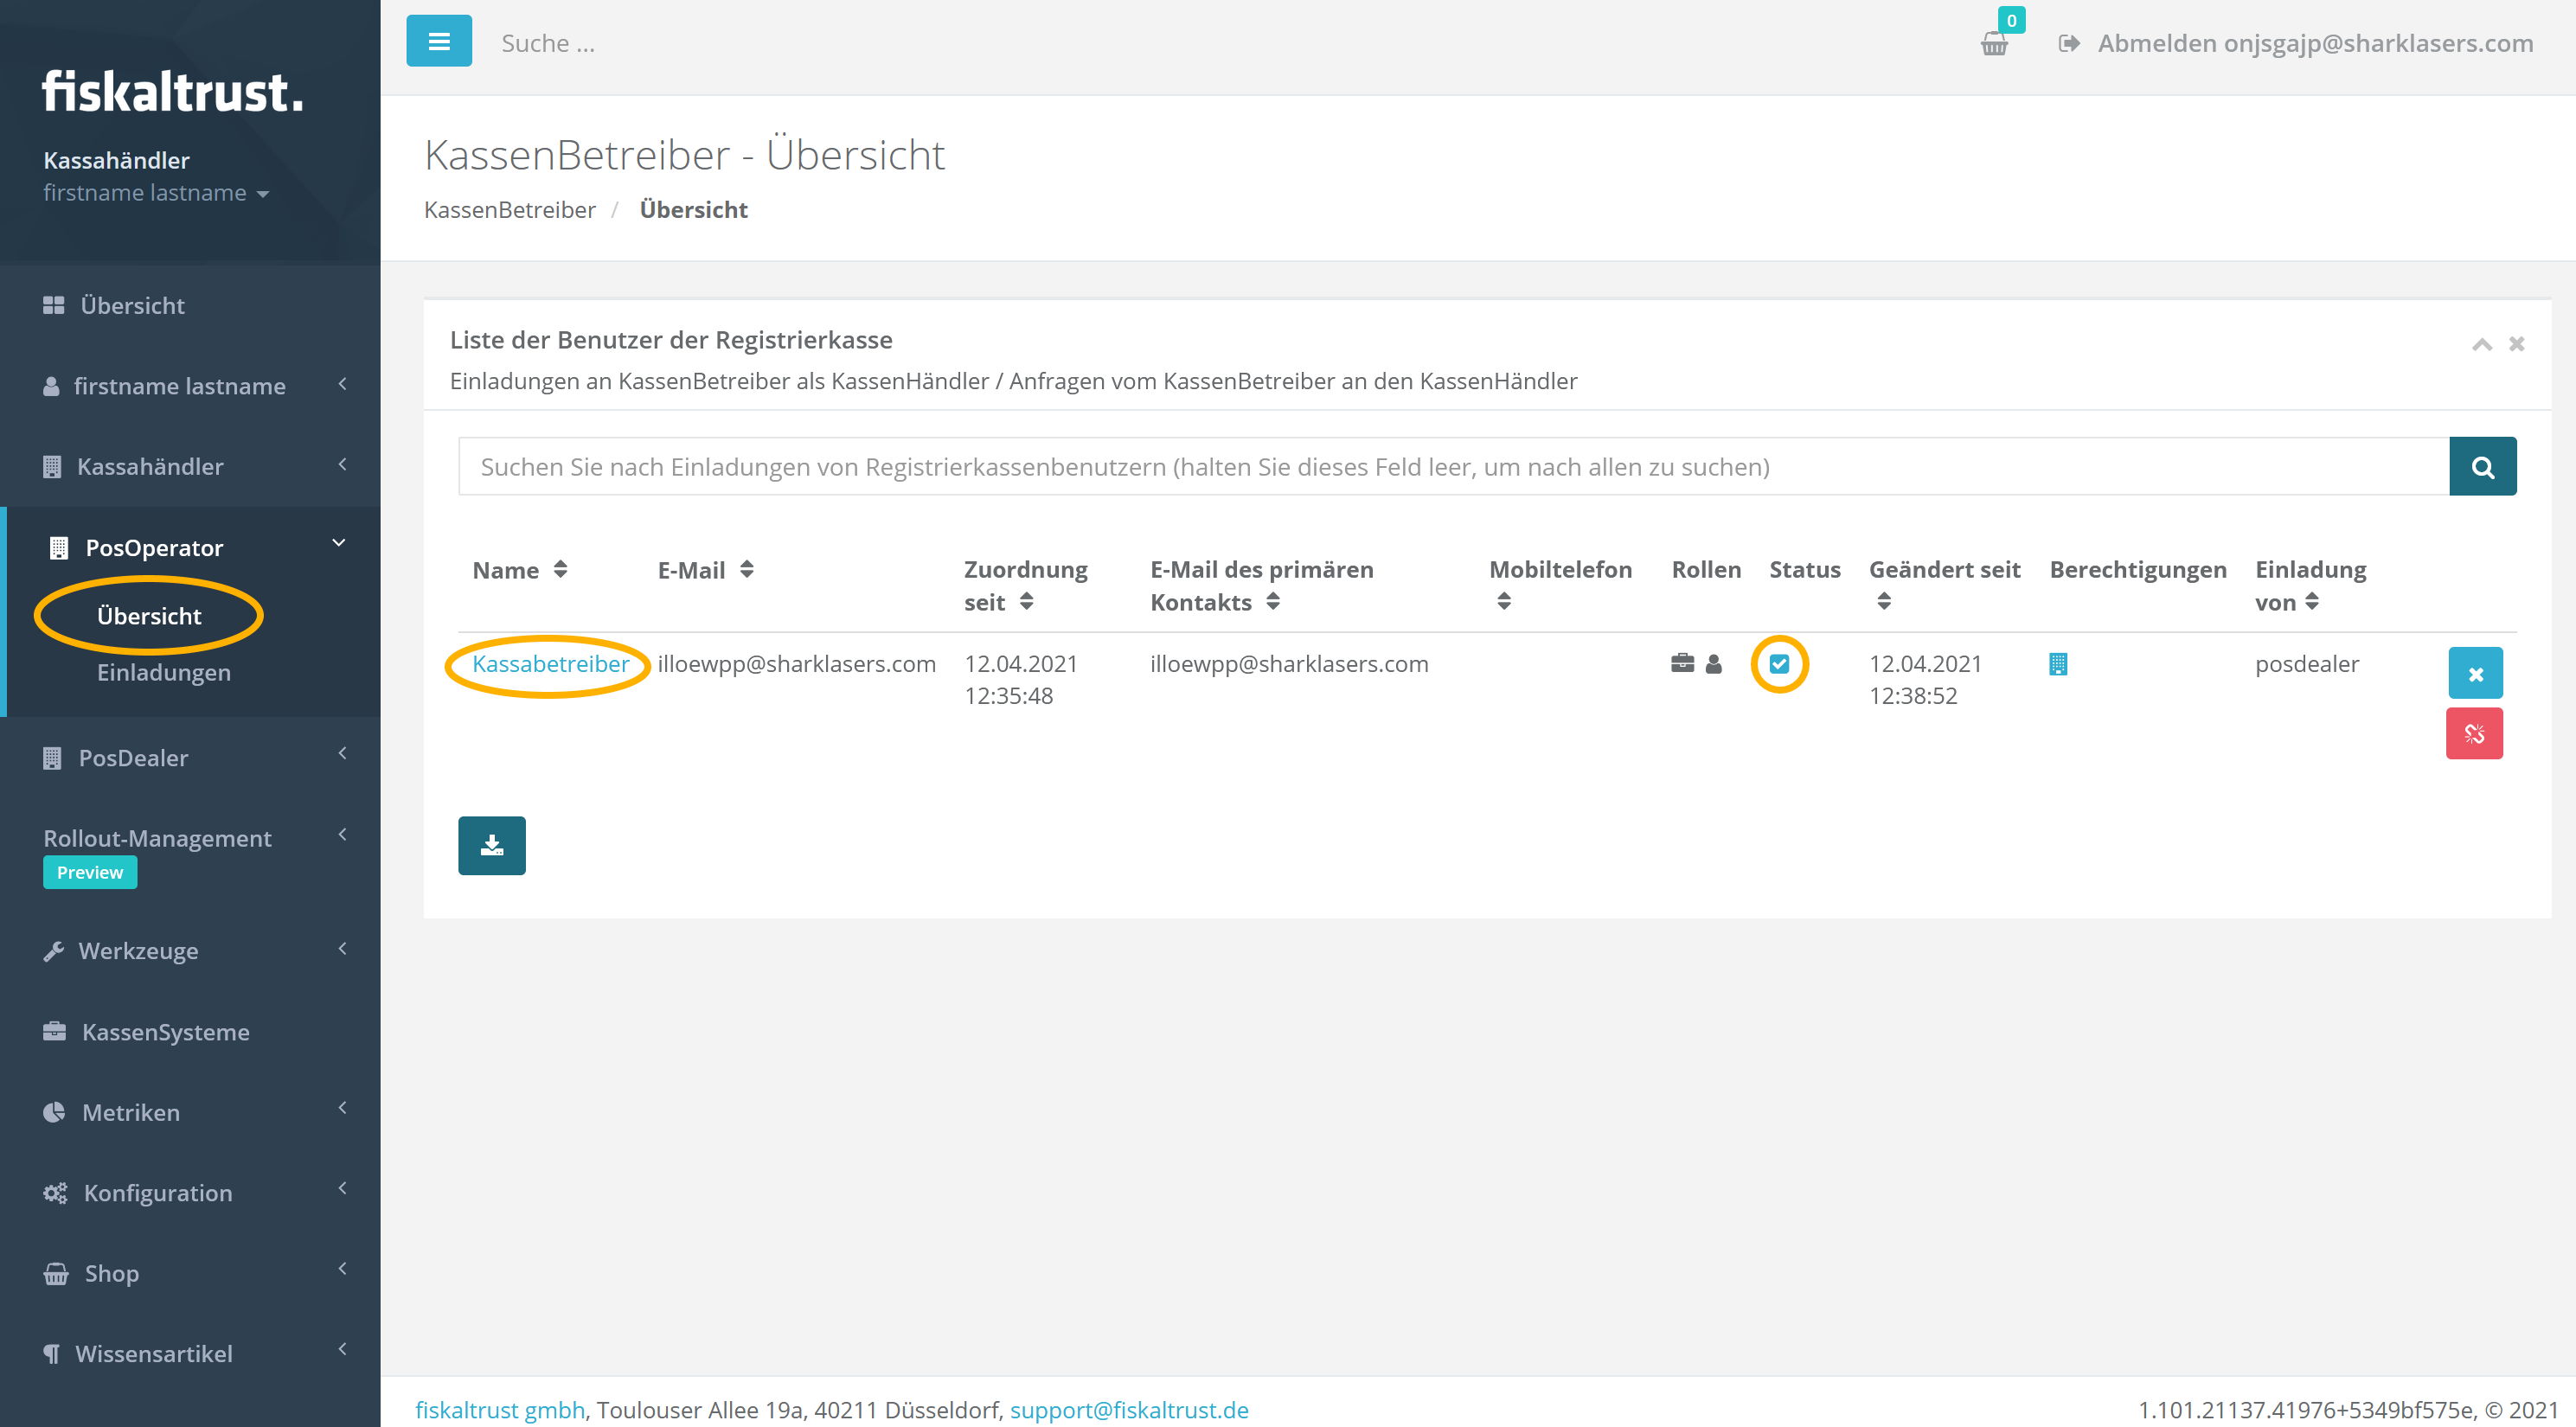 fiskaltrust.
Kassahändler
firstname lastname
Übersicht
firstname lastname
Kassahändler
PosOperator
Übersicht
Einladungen
PosDealer
Rollout-Management
Preview
Werkzeuge
KassenSysteme
Metriken
Konfiguration
Shop
Wissensartikel
Suche ...
0
Abmelden onjsgajp@sharklasers.com
KassenBetreiber - Übersicht
KassenBetreiber / Übersicht
Liste der Benutzer der Registrierkasse
Einladungen an KassenBetreiber als KassenHändler / Anfragen vom KassenBetreiber an den KassenHändler
Suchen Sie nach Einladungen von Registrierkassenbenutzern (halten Sie dieses Feld leer, um nach allen zu suchen)
Name E-Mail Zuordnung E-Mail des primären Mobiltelefon Rollen Status Geändert seit Berechtigungen Einladung
seit Kontakts von
Kassabetreiber illoewpp@sharklasers.com 12.04.2021 illoewpp@sharklasers.com 12.04.2021 posdealer
12:35:48 12:38:52
fiskaltrust gmbh, Toulouser Allee 19a, 40211 Düsseldorf, support@fiskaltrust.de
1.101.21137.41976+5349bf575e, © 2021